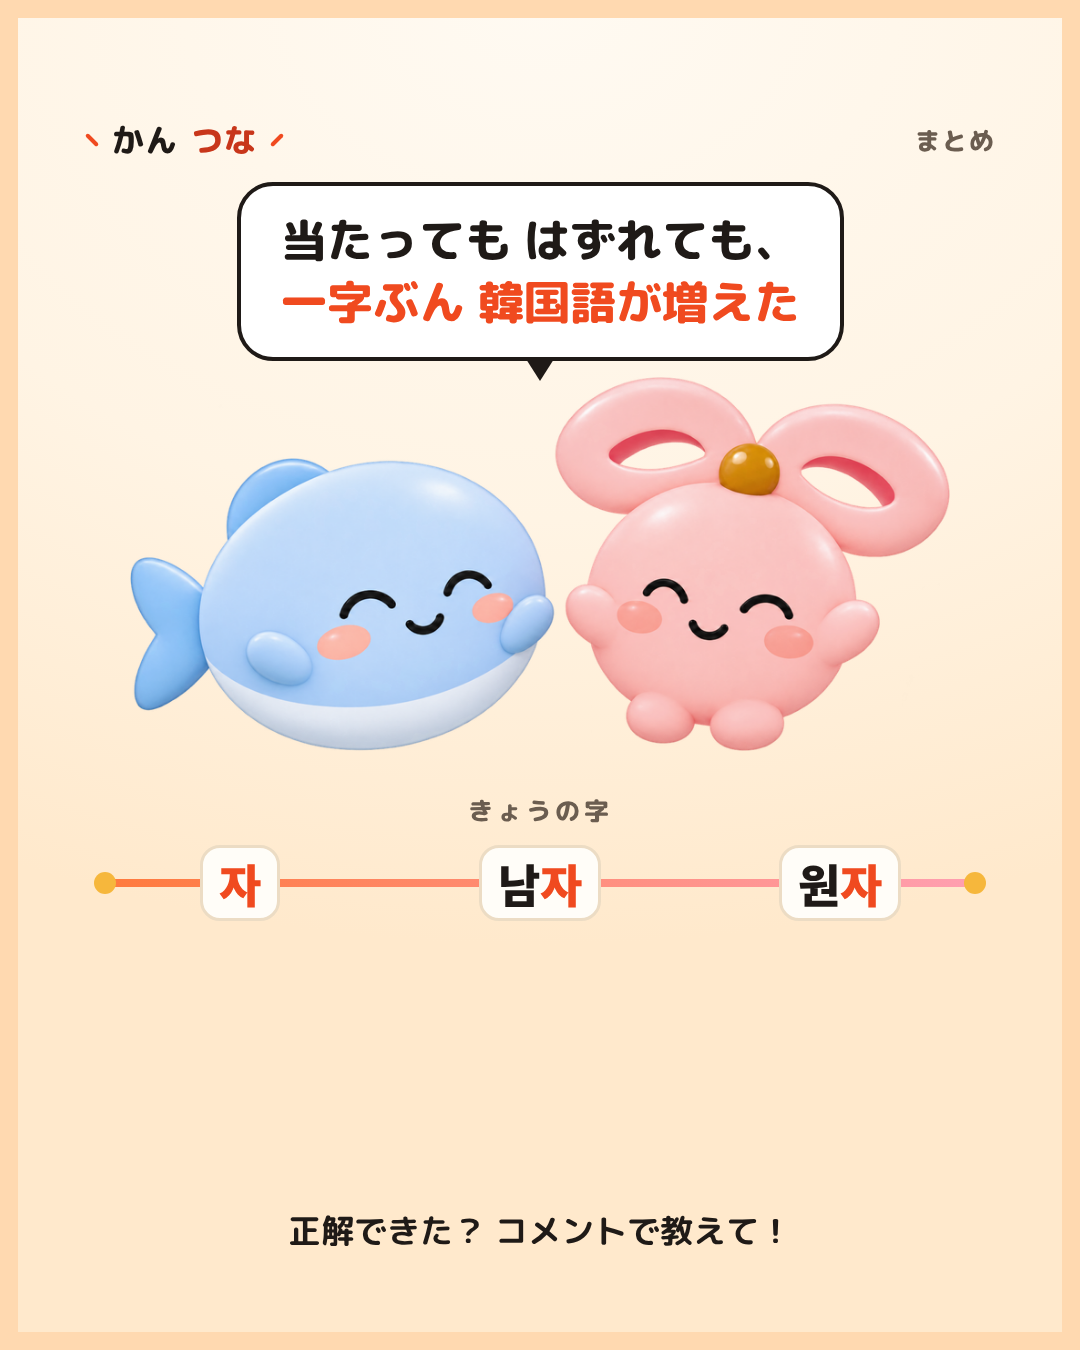 かん つな
まとめ
当たっても はずれても、
一字ぶん 韓国語が増えた
きょうの字
자
남자
원자
正解できた？ コメントで教えて！